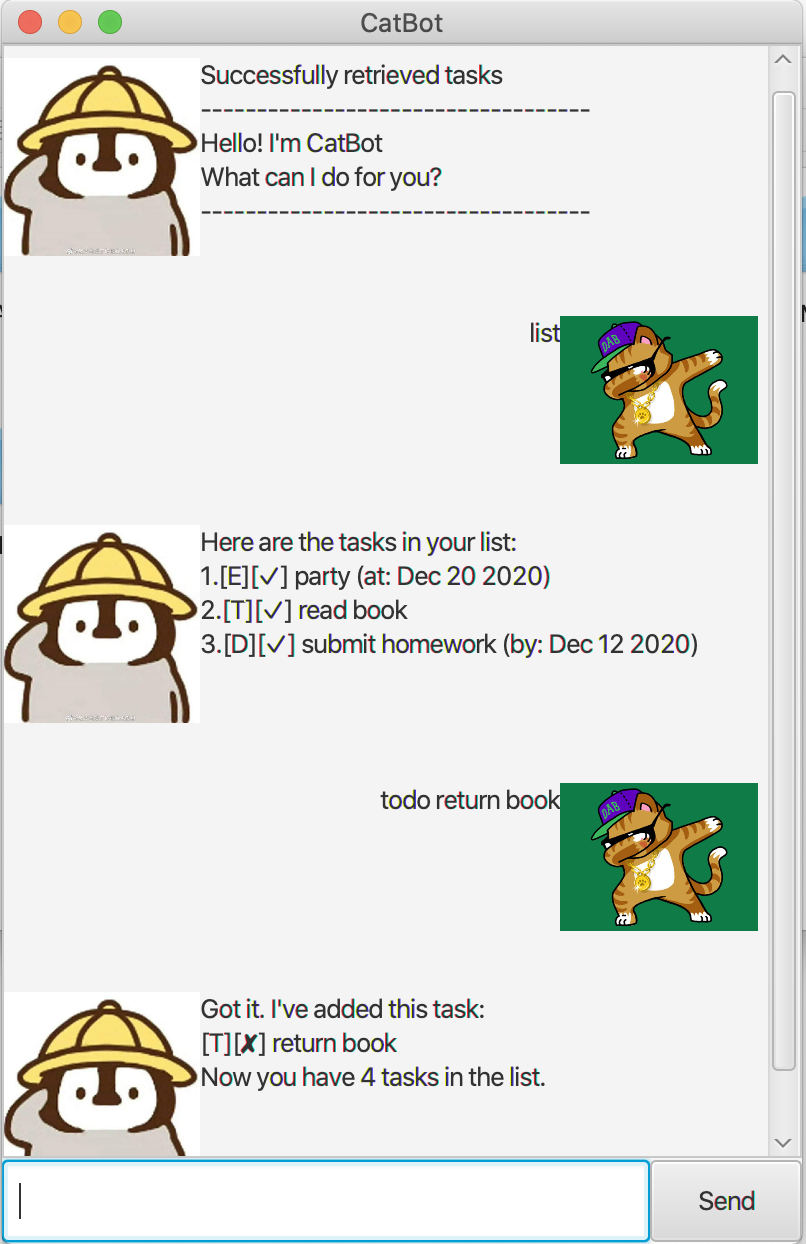 CatBot
Successfully retrieved tasks
-----------------------------------
Hello! I'm CatBot
What can I do for you?
-----------------------------------
list
DAB
Here are the tasks in your list:
1.[E][✓] party (at: Dec 20 2020)
2.[T][✓] read book
3.[D][✓] submit homework (by: Dec 12 2020)
todo return book
DAB
Got it. I've added this task:
[T][✘] return book
Now you have 4 tasks in the list.
Send